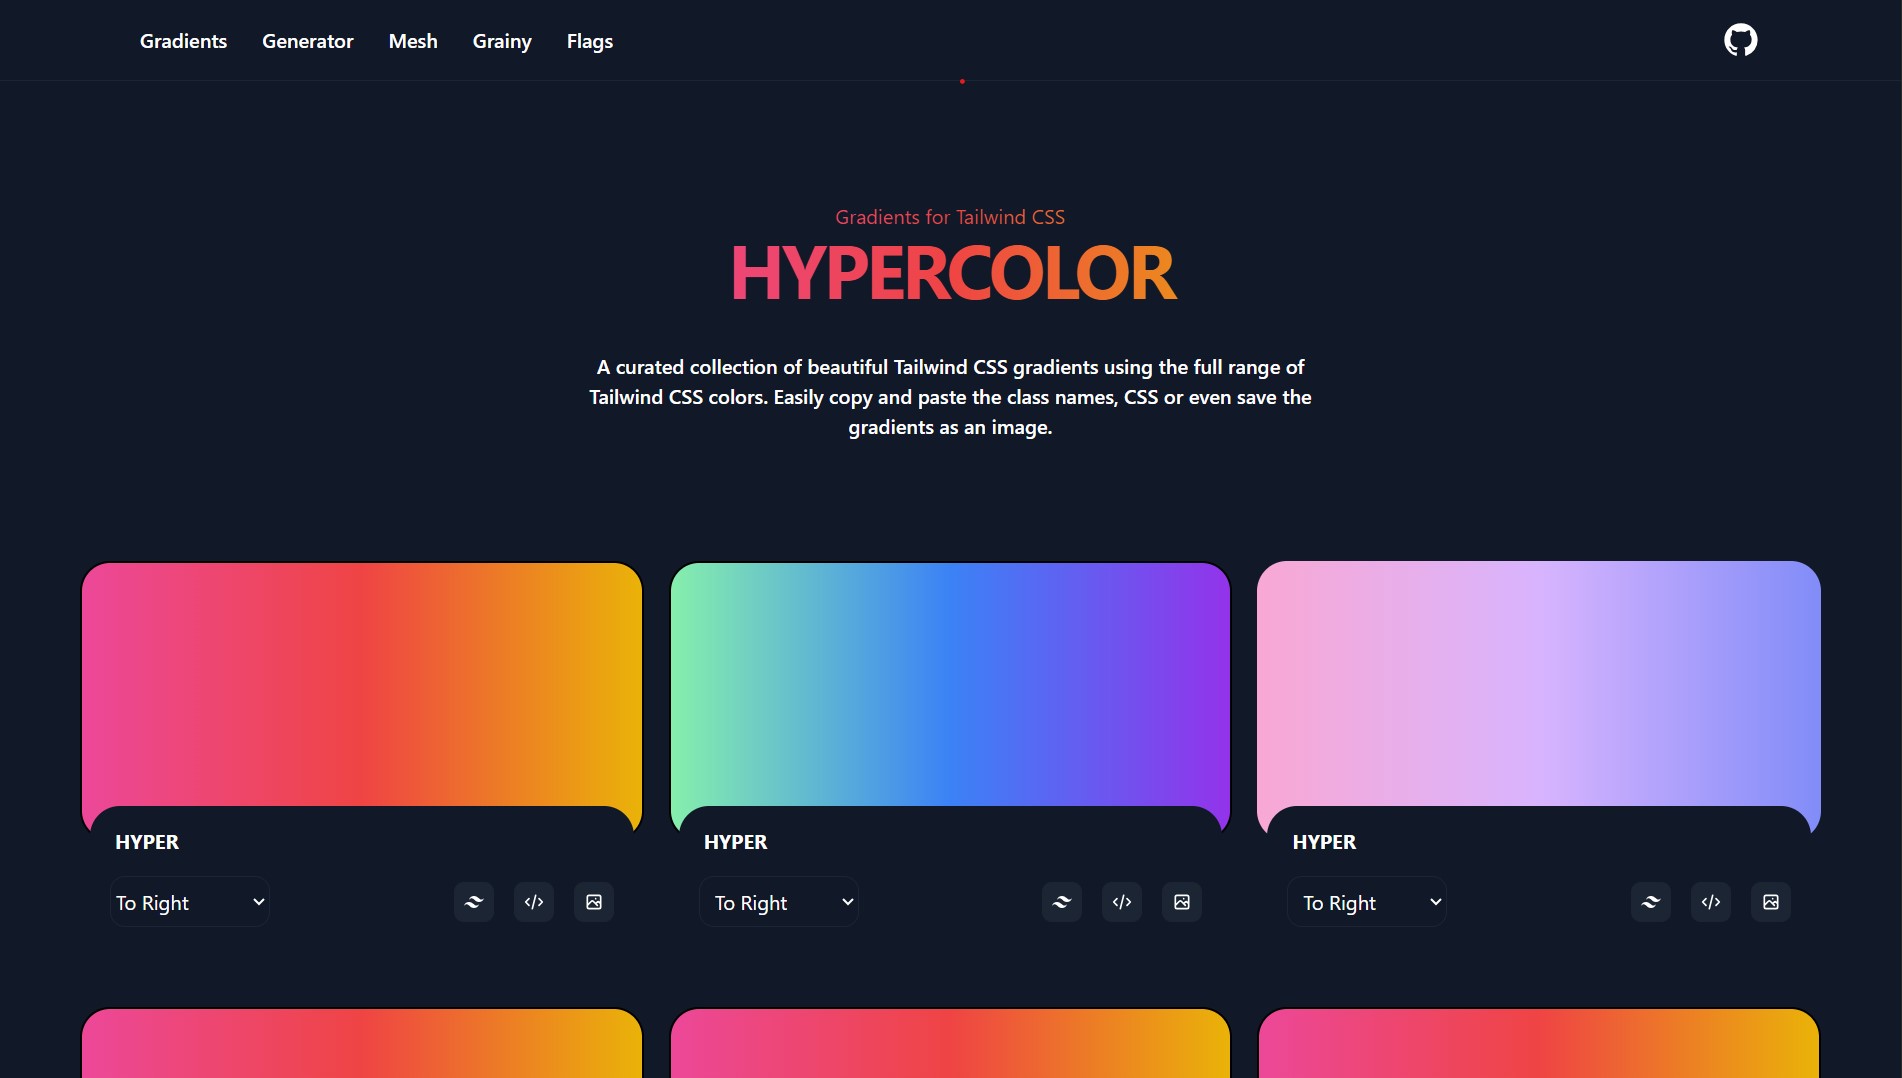 Gradients Generator Mesh Grainy Flags
Gradients for Tailwind CSS
HYPERCOLOR
A curated collection of beautiful Tailwind CSS gradients using the full range of
Tailwind CSS colors. Easily copy and paste the class names, CSS or even save the
gradients as an image.
HYPER
To Right
HYPER
To Right
HYPER
To Right